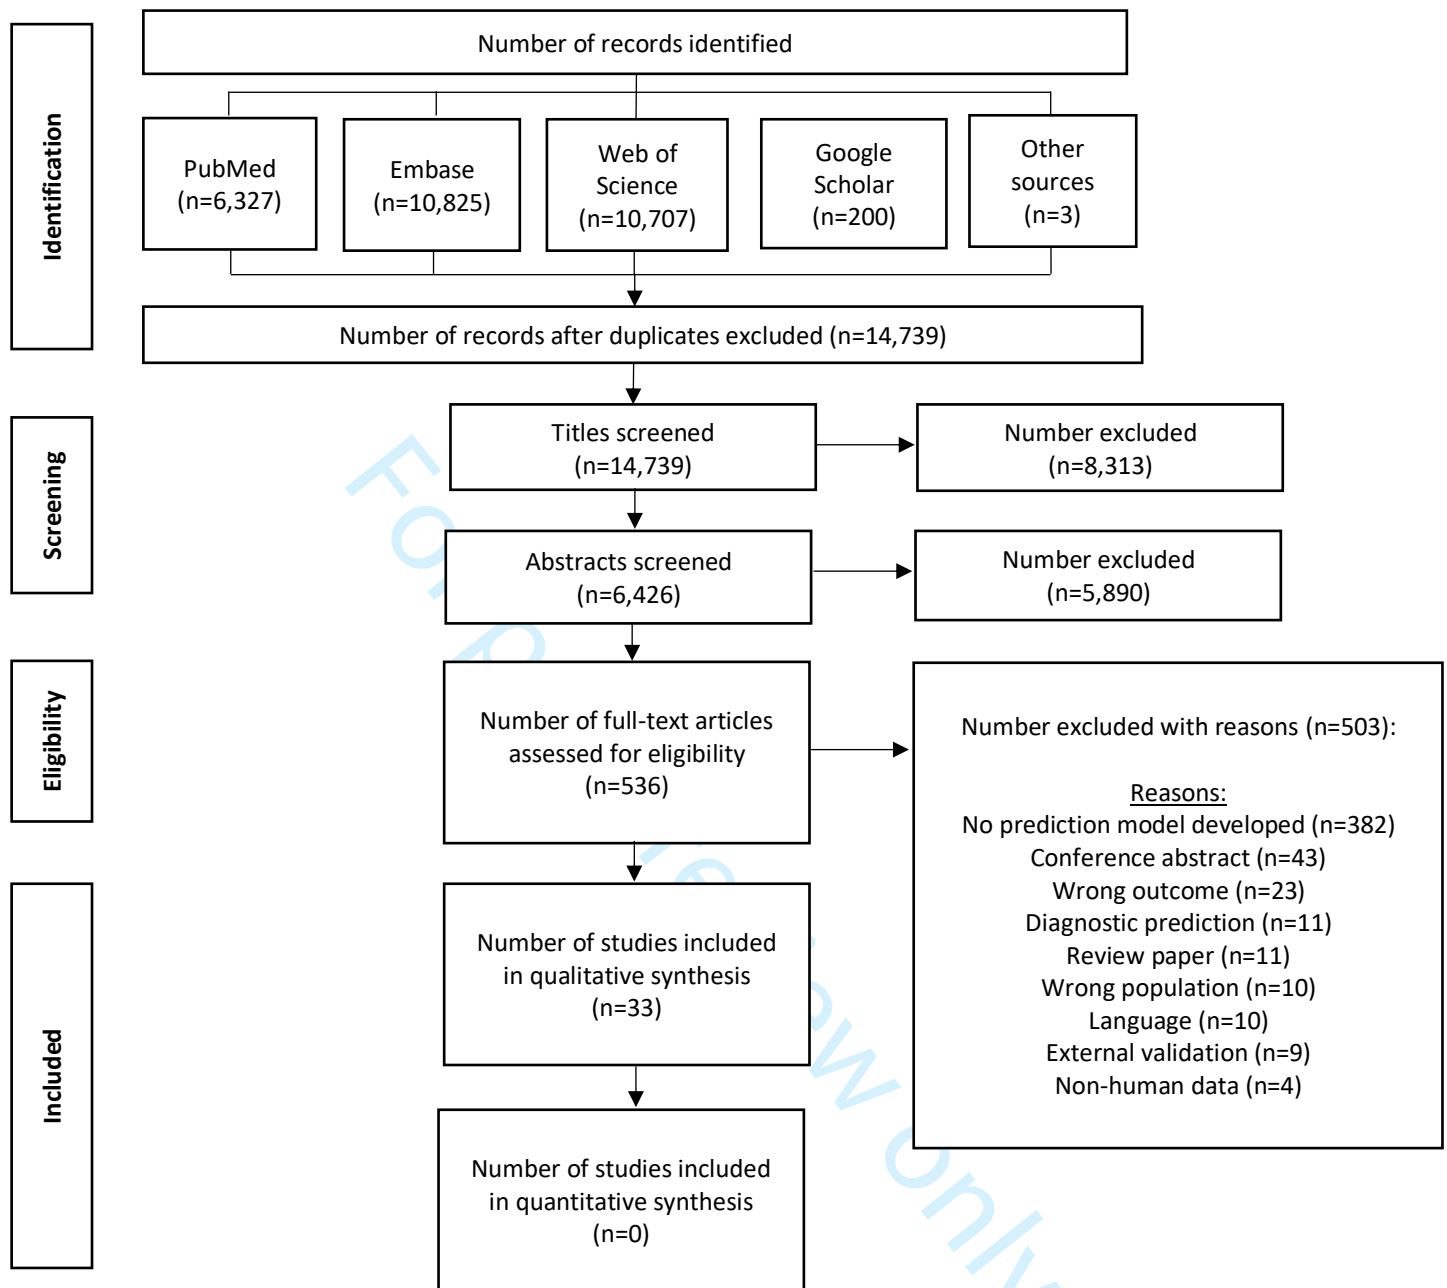 Identification
Number of records identified
PubMed
(n=6,327)
Embase
(n=10,825)
Web of
Science
(n=10,707)
Google
Scholar
(n=200)
Other
sources
(n=3)
Number of records after duplicates excluded (n=14,739)
Screening
Titles screened
(n=14,739)
Number excluded
(n=8,313)
Abstracts screened
(n=6,426)
Number excluded
(n=5,890)
Eligibility
Number of full-text articles
assessed for eligibility
(n=536)
Number excluded with reasons (n=503):
Reasons:
No prediction model developed (n=382)
Conference abstract (n=43)
Wrong outcome (n=23)
Diagnostic prediction (n=11)
Review paper (n=11)
Wrong population (n=10)
Language (n=10)
External validation (n=9)
Non-human data (n=4)
Included
Number of studies included
in qualitative synthesis
(n=33)
Number of studies included
in quantitative synthesis
(n=0)